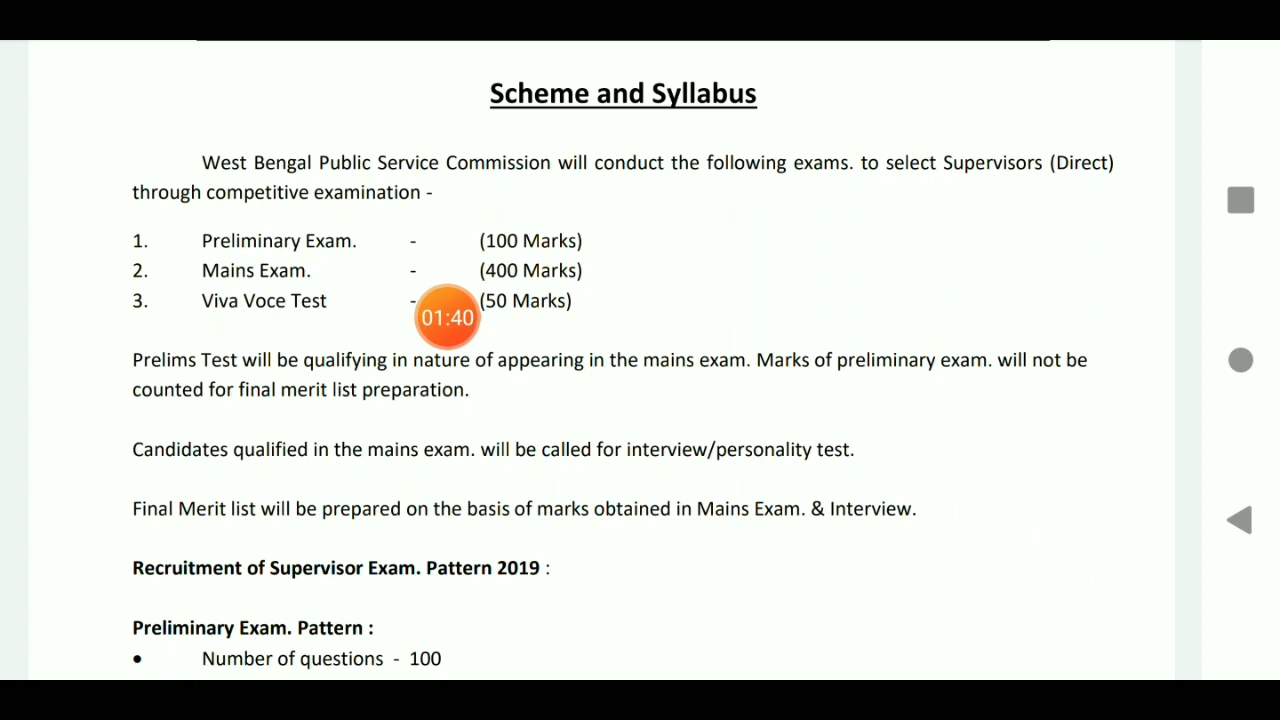 Scheme and Syllabus
West Bengal Public Service Commission will conduct the following exams. to select Supervisors (Direct)
through competitive examination -
1. Preliminary Exam. - (100 Marks)
2. Mains Exam. - (400 Marks)
3. Viva Voce Test - (50 Marks)
01:40
Prelims Test will be qualifying in nature of appearing in the mains exam. Marks of preliminary exam. will not be
counted for final merit list preparation.
Candidates qualified in the mains exam. will be called for interview/personality test.
Final Merit list will be prepared on the basis of marks obtained in Mains Exam. & Interview.
Recruitment of Supervisor Exam. Pattern 2019 :
Preliminary Exam. Pattern :
• Number of questions - 100